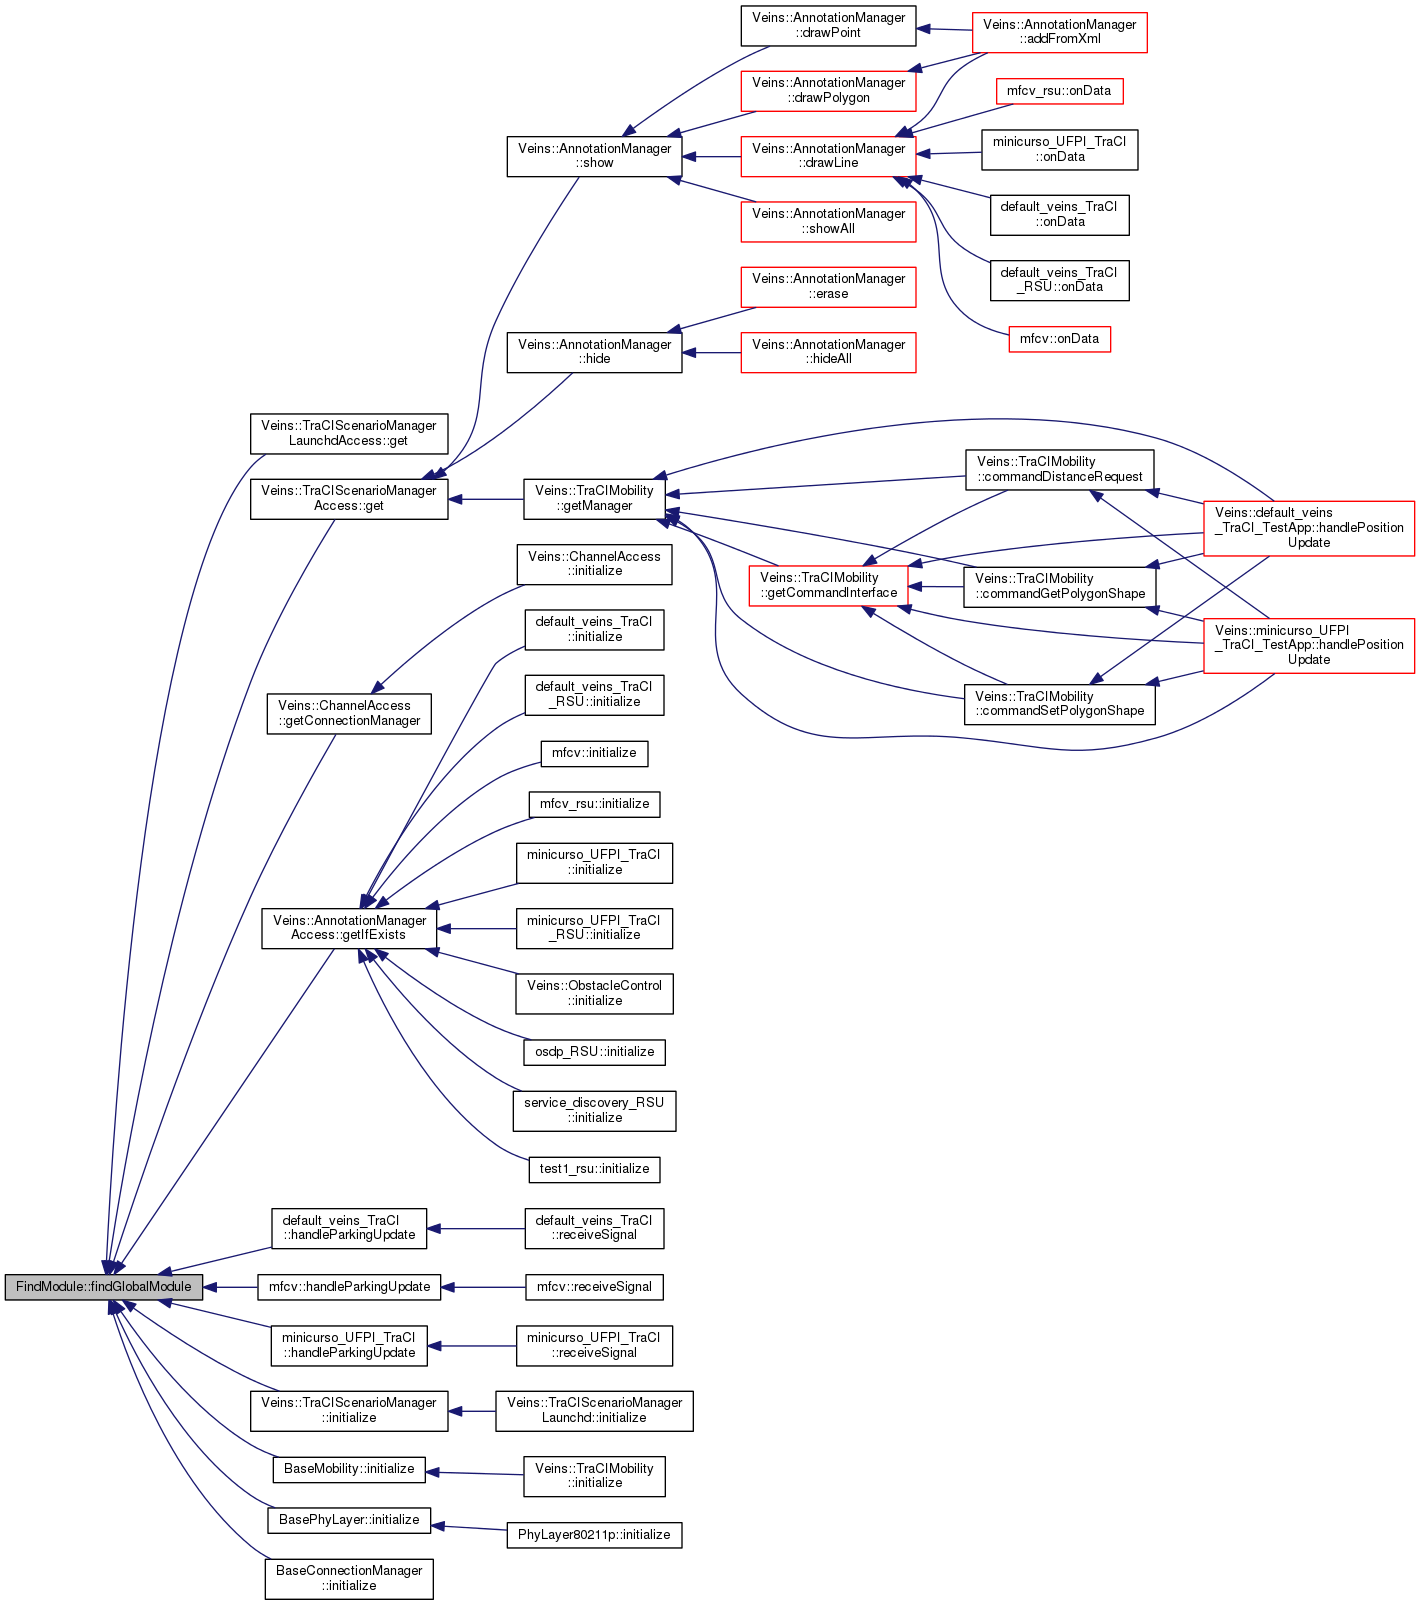 Veins::AnnotationManager
::drawPoint
Veins::AnnotationManager
::addFromXml
Veins::AnnotationManager
::drawPolygon
mfcv_rsu::onData
Veins::AnnotationManager
::show
Veins::AnnotationManager
::drawLine
minicurso_UFPI_TraCI
::onData
default_veins_TraCI
::onData
Veins::AnnotationManager
::showAll
default_veins_TraCI
_RSU::onData
Veins::AnnotationManager
::erase
mfcv::onData
Veins::AnnotationManager
::hide
Veins::AnnotationManager
::hideAll
Veins::TraCIScenarioManager
LaunchdAccess::get
Veins::TraCIScenarioManager
Access::get
Veins::TraCIMobility
::getManager
Veins::TraCIMobility
::commandDistanceRequest
Veins::default_veins
_TraCI_TestApp::handlePosition
Update
Veins::ChannelAccess
::initialize
Veins::TraCIMobility
::getCommandInterface
Veins::TraCIMobility
::commandGetPolygonShape
default_veins_TraCI
::initialize
Veins::minicurso_UFPI
_TraCI_TestApp::handlePosition
Update
default_veins_TraCI
_RSU::initialize
Veins::TraCIMobility
::commandSetPolygonShape
Veins::ChannelAccess
::getConnectionManager
mfcv::initialize
mfcv_rsu::initialize
minicurso_UFPI_TraCI
::initialize
Veins::AnnotationManager
Access::getIfExists
minicurso_UFPI_TraCI
_RSU::initialize
Veins::ObstacleControl
::initialize
osdp_RSU::initialize
service_discovery_RSU
::initialize
test1_rsu::initialize
default_veins_TraCI
::handleParkingUpdate
default_veins_TraCI
::receiveSignal
FindModule::findGlobalModule
mfcv::handleParkingUpdate
mfcv::receiveSignal
minicurso_UFPI_TraCI
::handleParkingUpdate
minicurso_UFPI_TraCI
::receiveSignal
Veins::TraCIScenarioManager
::initialize
Veins::TraCIScenarioManager
Launchd::initialize
BaseMobility::initialize
Veins::TraCIMobility
::initialize
BasePhyLayer::initialize
PhyLayer80211p::initialize
BaseConnectionManager
::initialize